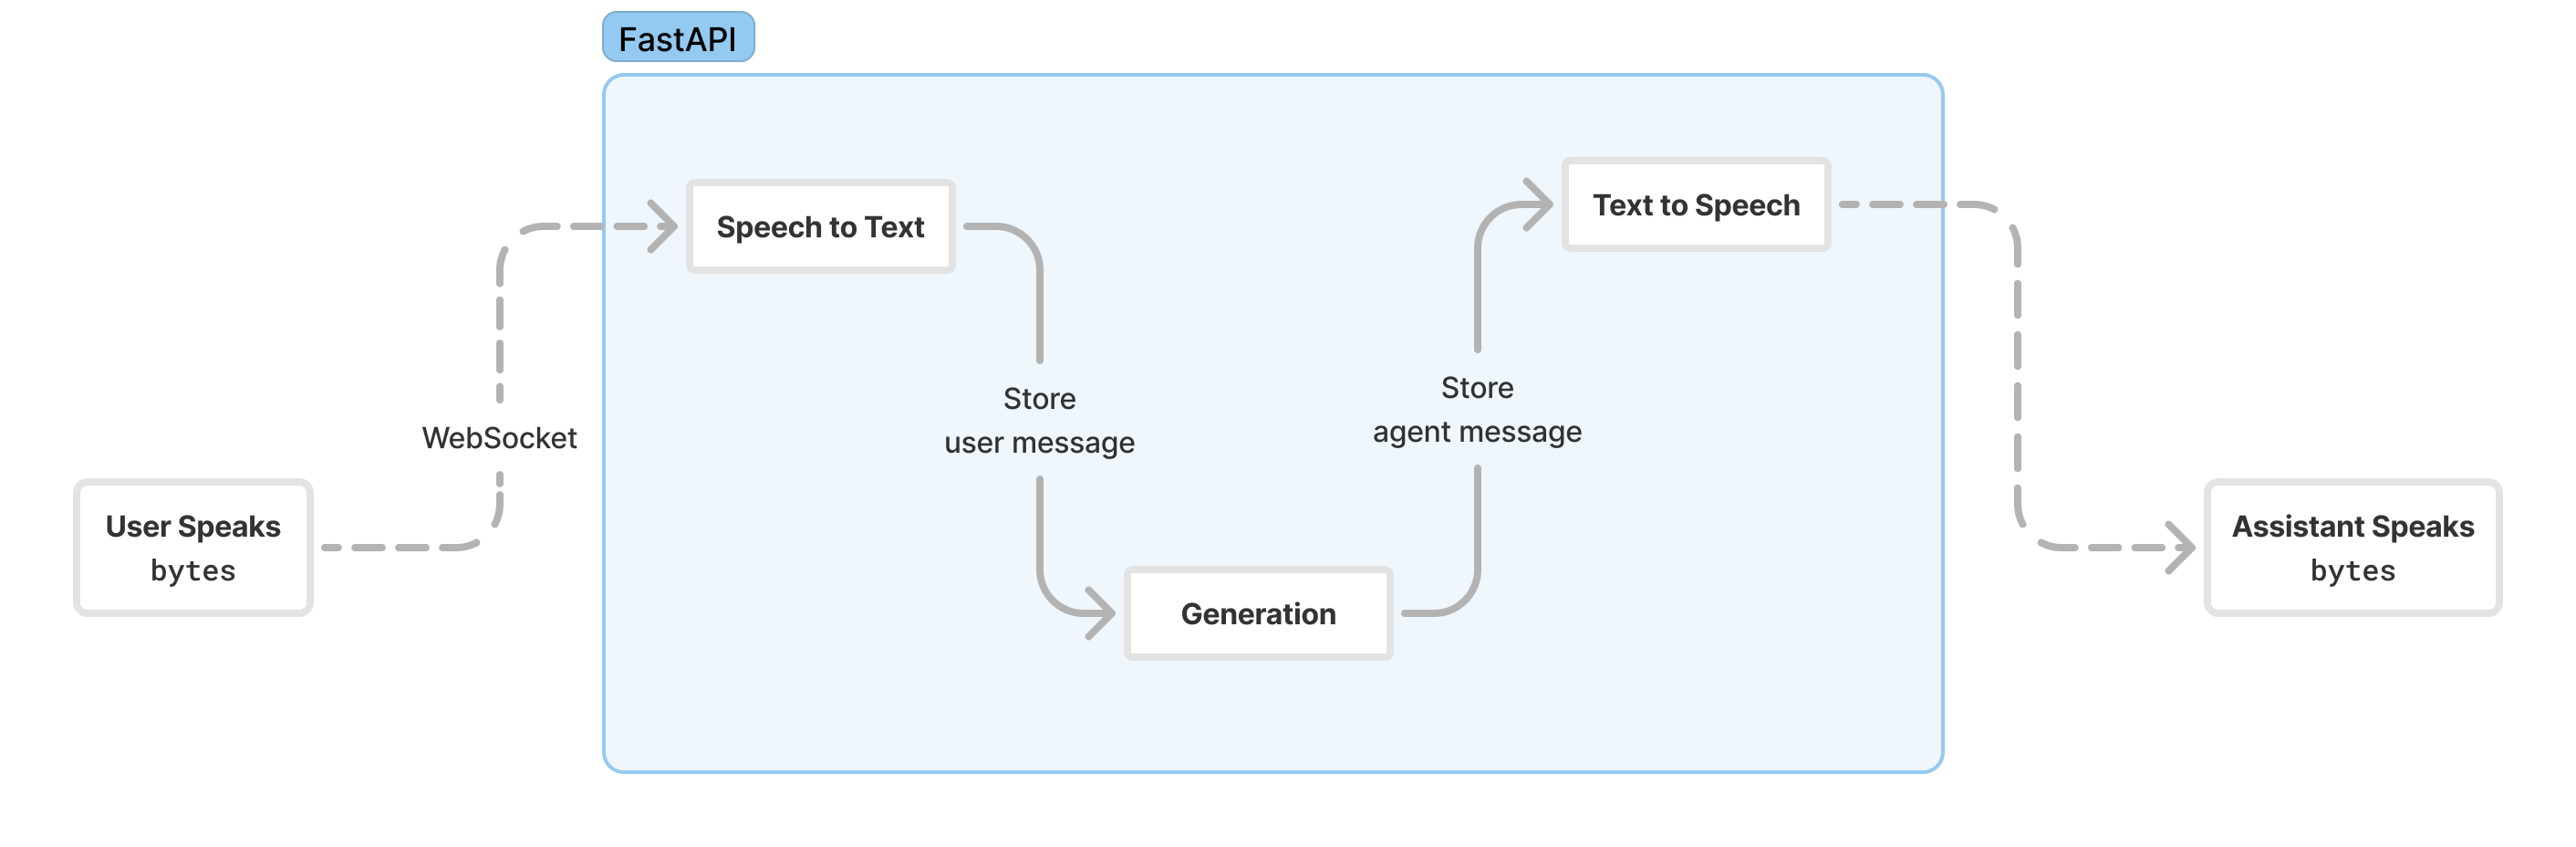 FastAPI
Speech to Text
Text to Speech
Store
user message
Store
agent message
WebSocket
User Speaks
bytes
Generation
Assistant Speaks
bytes